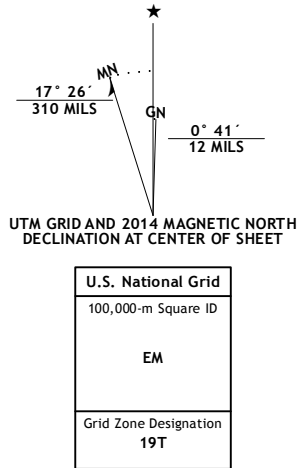 ★
MN
17° 26´
310 MILS
GN
0° 41´
12 MILS
UTM GRID AND 2014 MAGNETIC NORTH
DECLINATION AT CENTER OF SHEET
U.S. National Grid
100,000-m Square ID
EM
Grid Zone Designation
19T